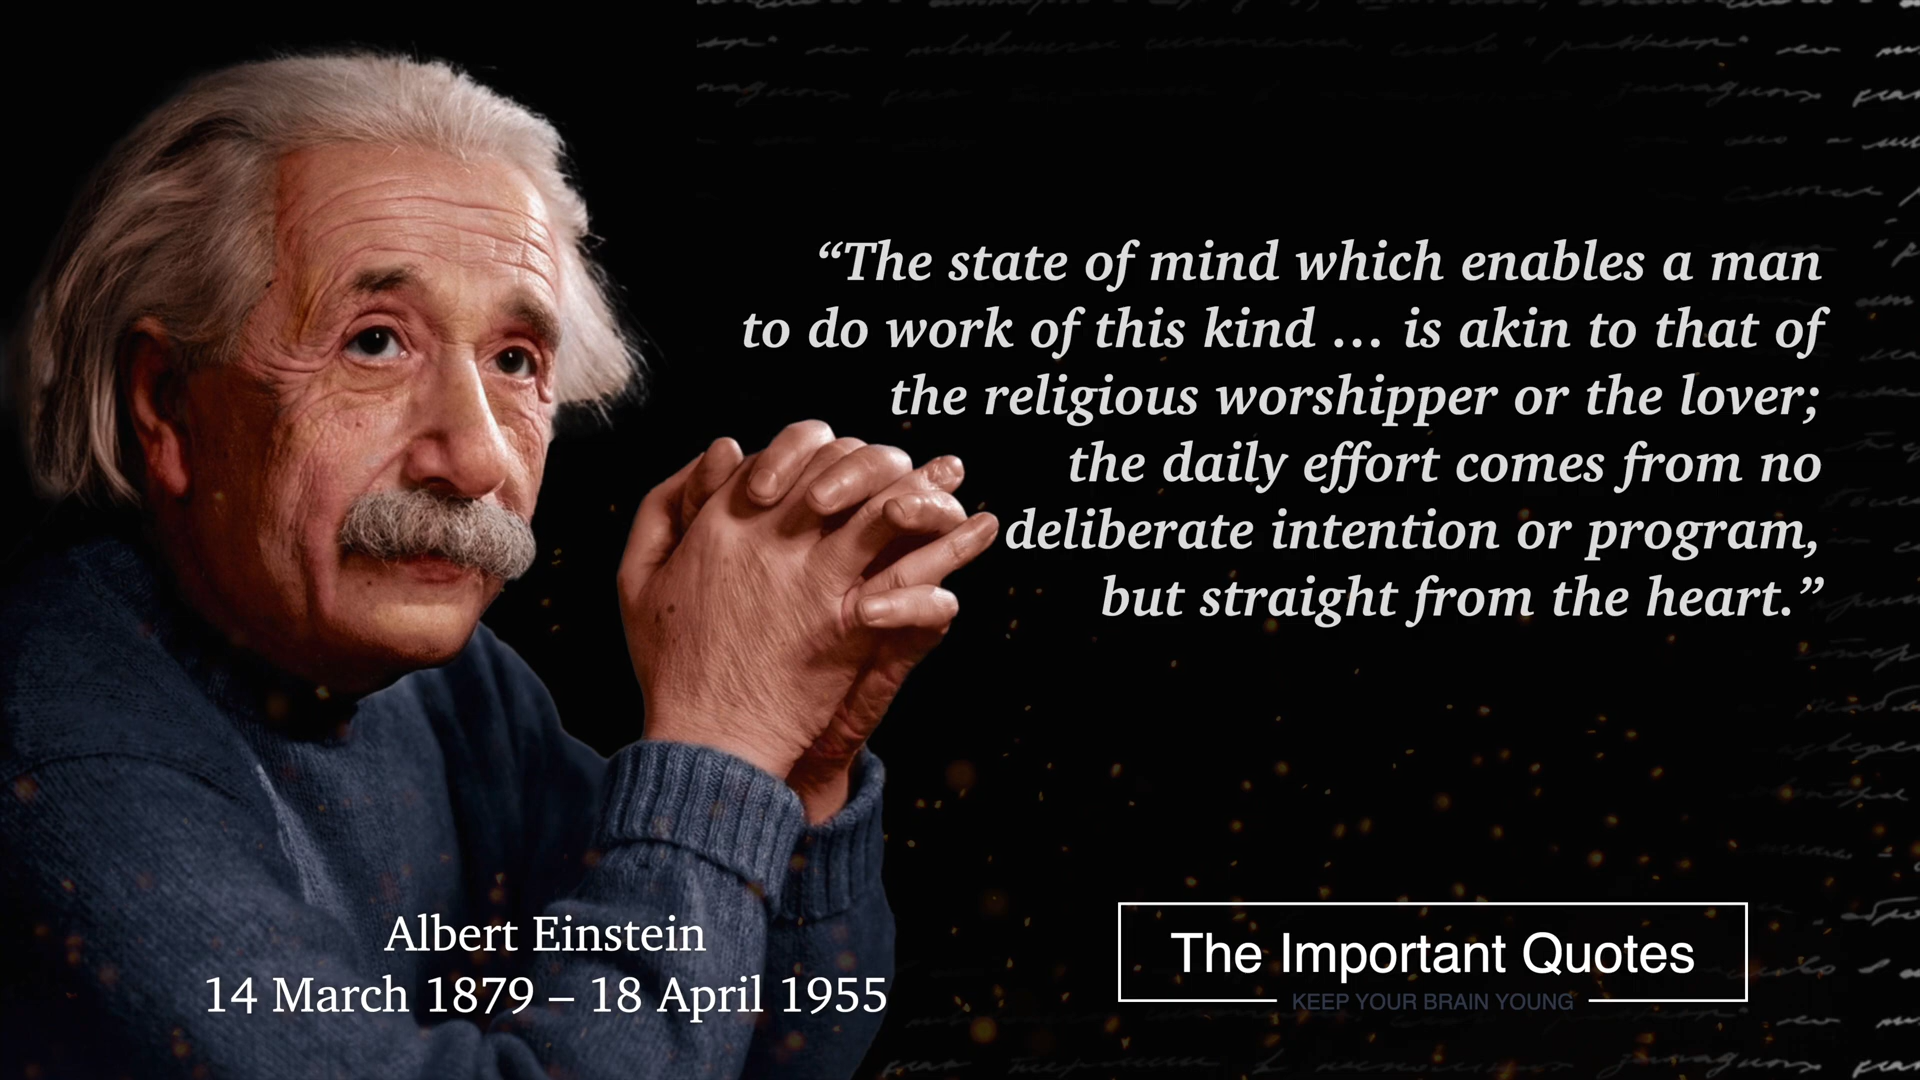 “The state of mind which enables a man
to do work of this kind … is akin to that of
the religious worshipper or the lover;
the daily effort comes from no
deliberate intention or program,
but straight from the heart.”
Albert Einstein
14 March 1879 – 18 April 1955
The Important Quotes
KEEP YOUR BRAIN YOUNG